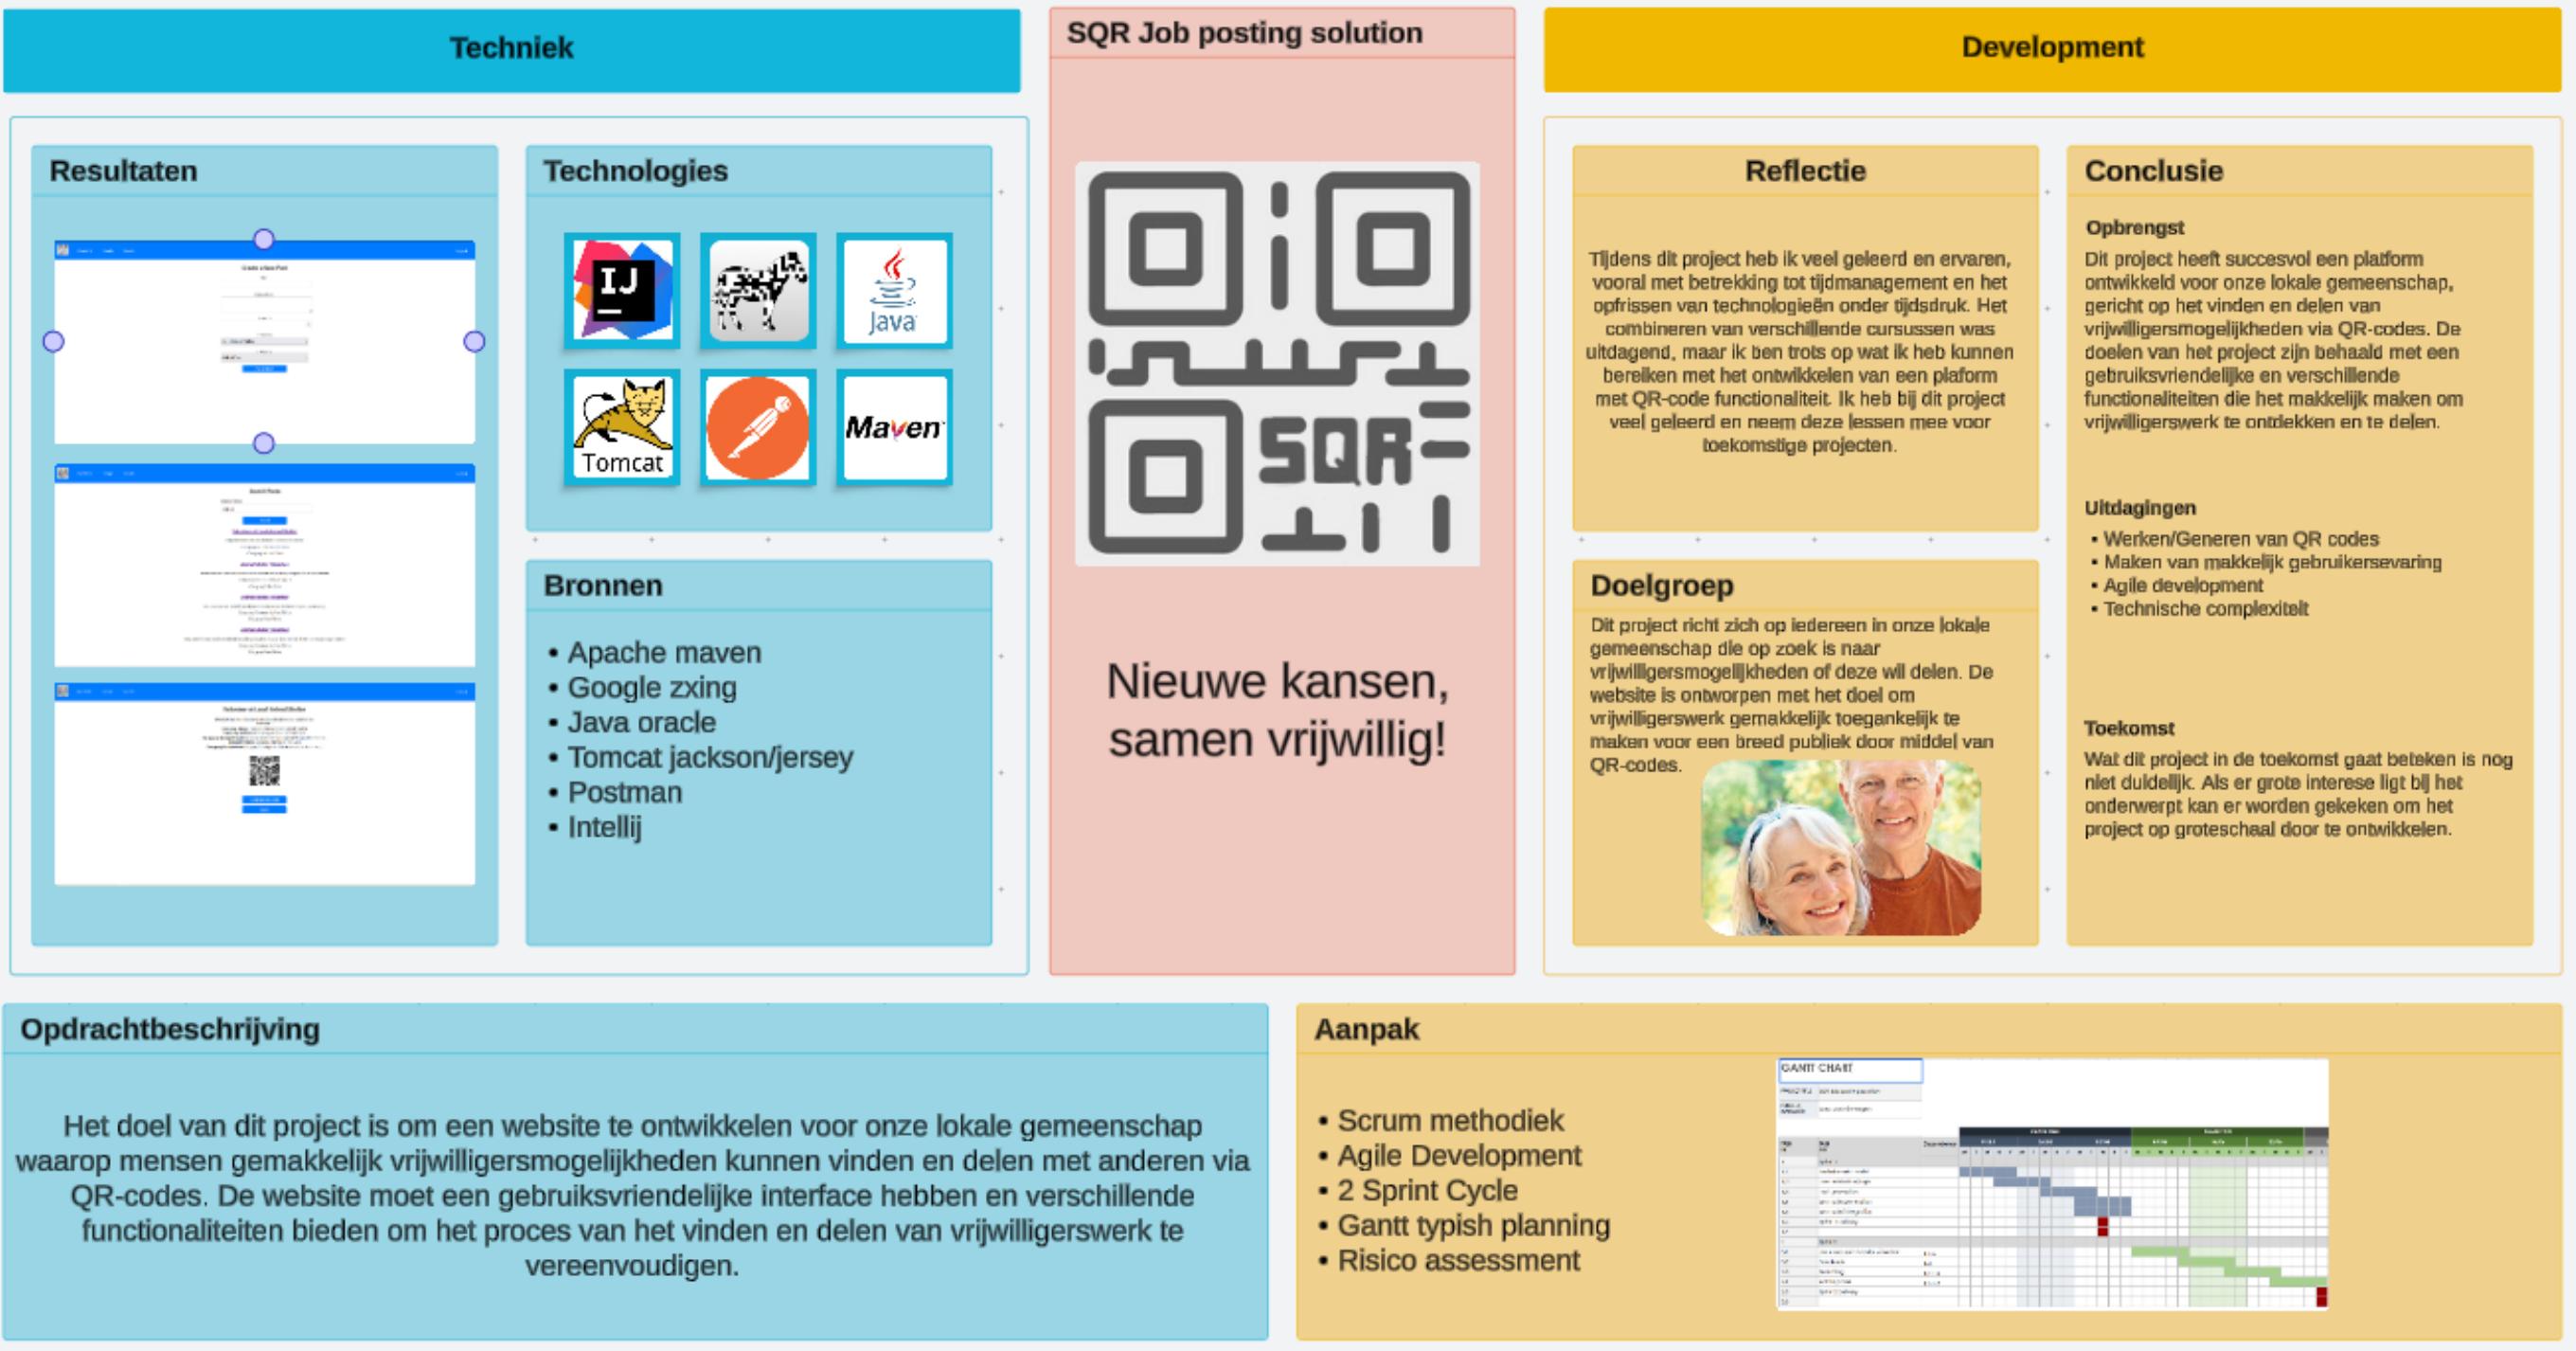 Techniek
SQR Job posting solution
Development
Resultaten
Create a New Post
Technologies
IJ
Java
Tomcat
Maven
Bronnen
• Apache maven
• Google zxing
• Java oracle
• Tomcat jackson/jersey
• Postman
• Intellij
SQR
Nieuwe kansen,
samen vrijwillig!
Reflectie
Tijdens dit project heb ik veel geleerd en ervaren,
vooral met betrekking tot tijdmanagement en het
opfrissen van technologieën onder tijdsdruk. Het
combineren van verschillende cursussen was
uitdagend, maar ik ben trots op wat ik heb kunnen
bereiken met het ontwikkelen van een plaform
met QR-code functionaliteit. Ik heb bij dit project
veel geleerd en neem deze lessen mee voor
toekomstige projecten.
Doelgroep
Dit project richt zich op iedereen in onze lokale
gemeenschap die op zoek is naar
vrijwilligersmogelijkheden of deze wil delen. De
website is ontworpen met het doel om
vrijwilligerswerk gemakkelijk toegankelijk te
maken voor een breed publiek door middel van
QR-codes.
Conclusie
Opbrengst
Dit project heeft succesvol een platform
ontwikkeld voor onze lokale gemeenschap,
gericht op het vinden en delen van
vrijwilligersmogelijkheden via QR-codes. De
doelen van het project zijn behaald met een
gebruiksvriendelijke en verschillende
functionaliteiten die het makkelijk maken om
vrijwilligerswerk te ontdekken en te delen.
Uitdagingen
▪ Werken/Generen van QR codes
▪ Maken van makkelijk gebruikersevaring
▪ Agile development
▪ Technische complexiteit
Toekomst
Wat dit project in de toekomst gaat beteken is nog
niet duidelijk. Als er grote interese ligt bij het
onderwerpt kan er worden gekeken om het
project op groteschaal door te ontwikkelen.
Opdrachtbeschrijving
Het doel van dit project is om een website te ontwikkelen voor onze lokale gemeenschap
waarop mensen gemakkelijk vrijwilligersmogelijkheden kunnen vinden en delen met anderen via
QR-codes. De website moet een gebruiksvriendelijke interface hebben en verschillende
functionaliteiten bieden om het proces van het vinden en delen van vrijwilligerswerk te
vereenvoudigen.
Aanpak
• Scrum methodiek
• Agile Development
• 2 Sprint Cycle
• Gantt typish planning
• Risico assessment
GANTT CHART